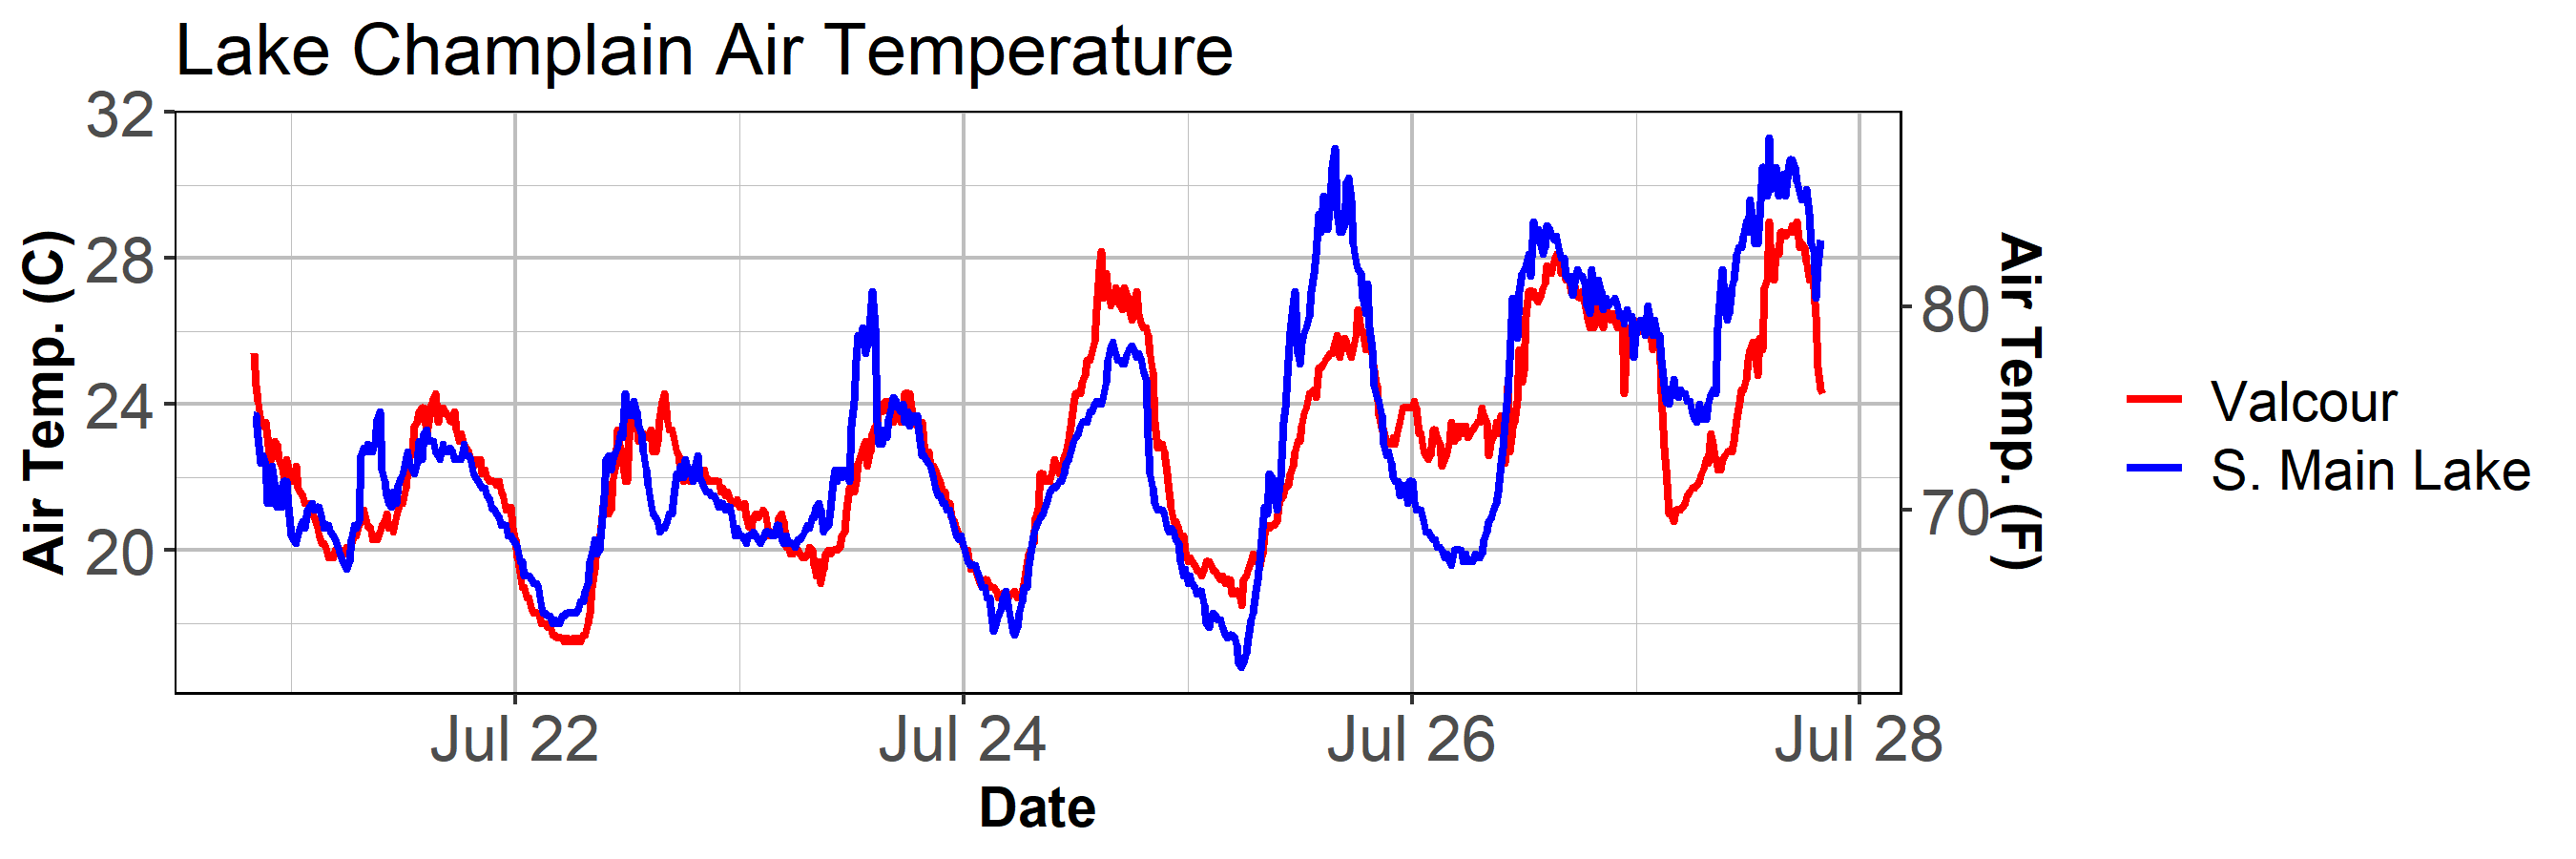 Lake Champlain Air Temperature
Air Temp. (C)
32
28
24
20
Air Temp. (F)
80
70
Jul 22 Jul 24 Jul 26 Jul 28
Date
Valcour
S. Main Lake